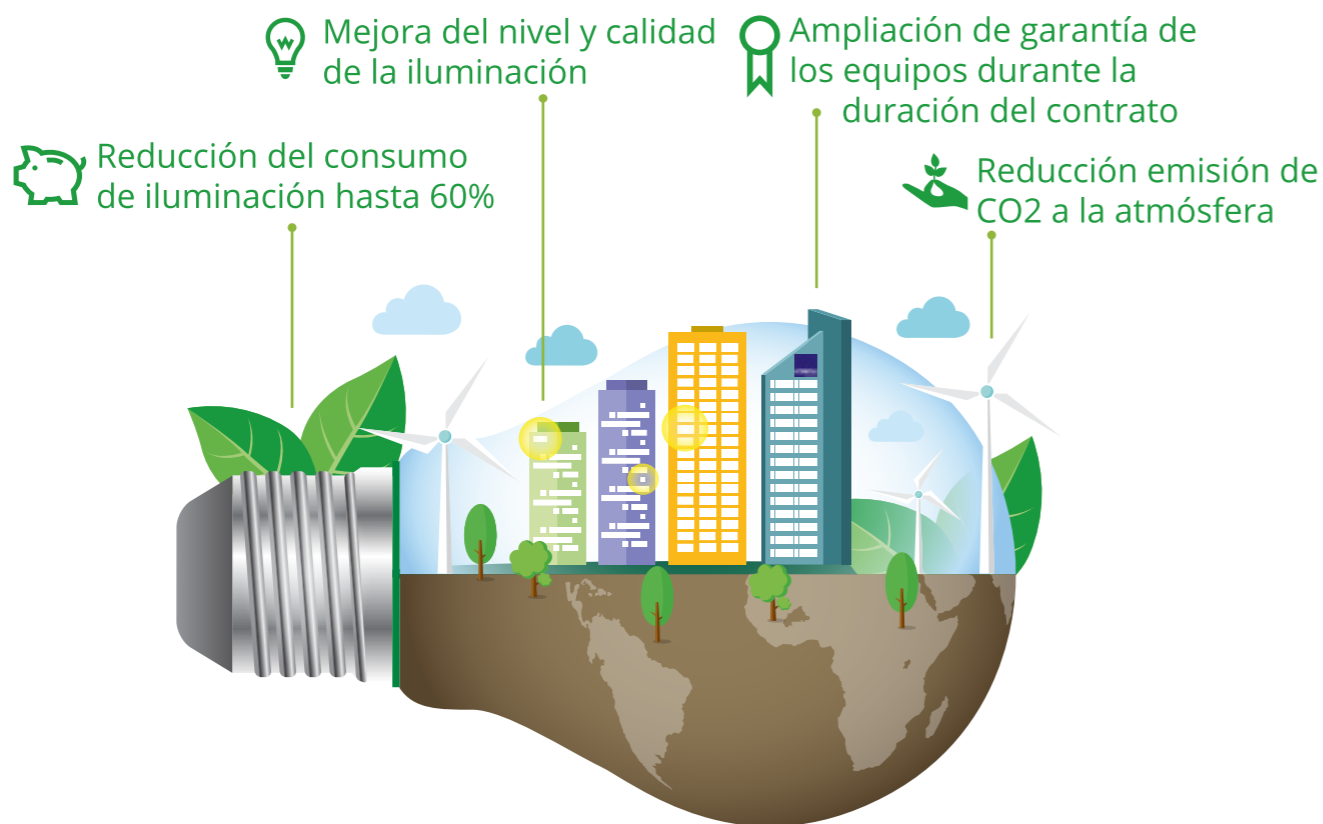 Mejora del nivel y calidad
de la iluminación
Ampliación de garantía de
los equipos durante la
duración del contrato
Reducción del consumo
de iluminación hasta 60%
Reducción emisión de
CO2 a la atmósfera